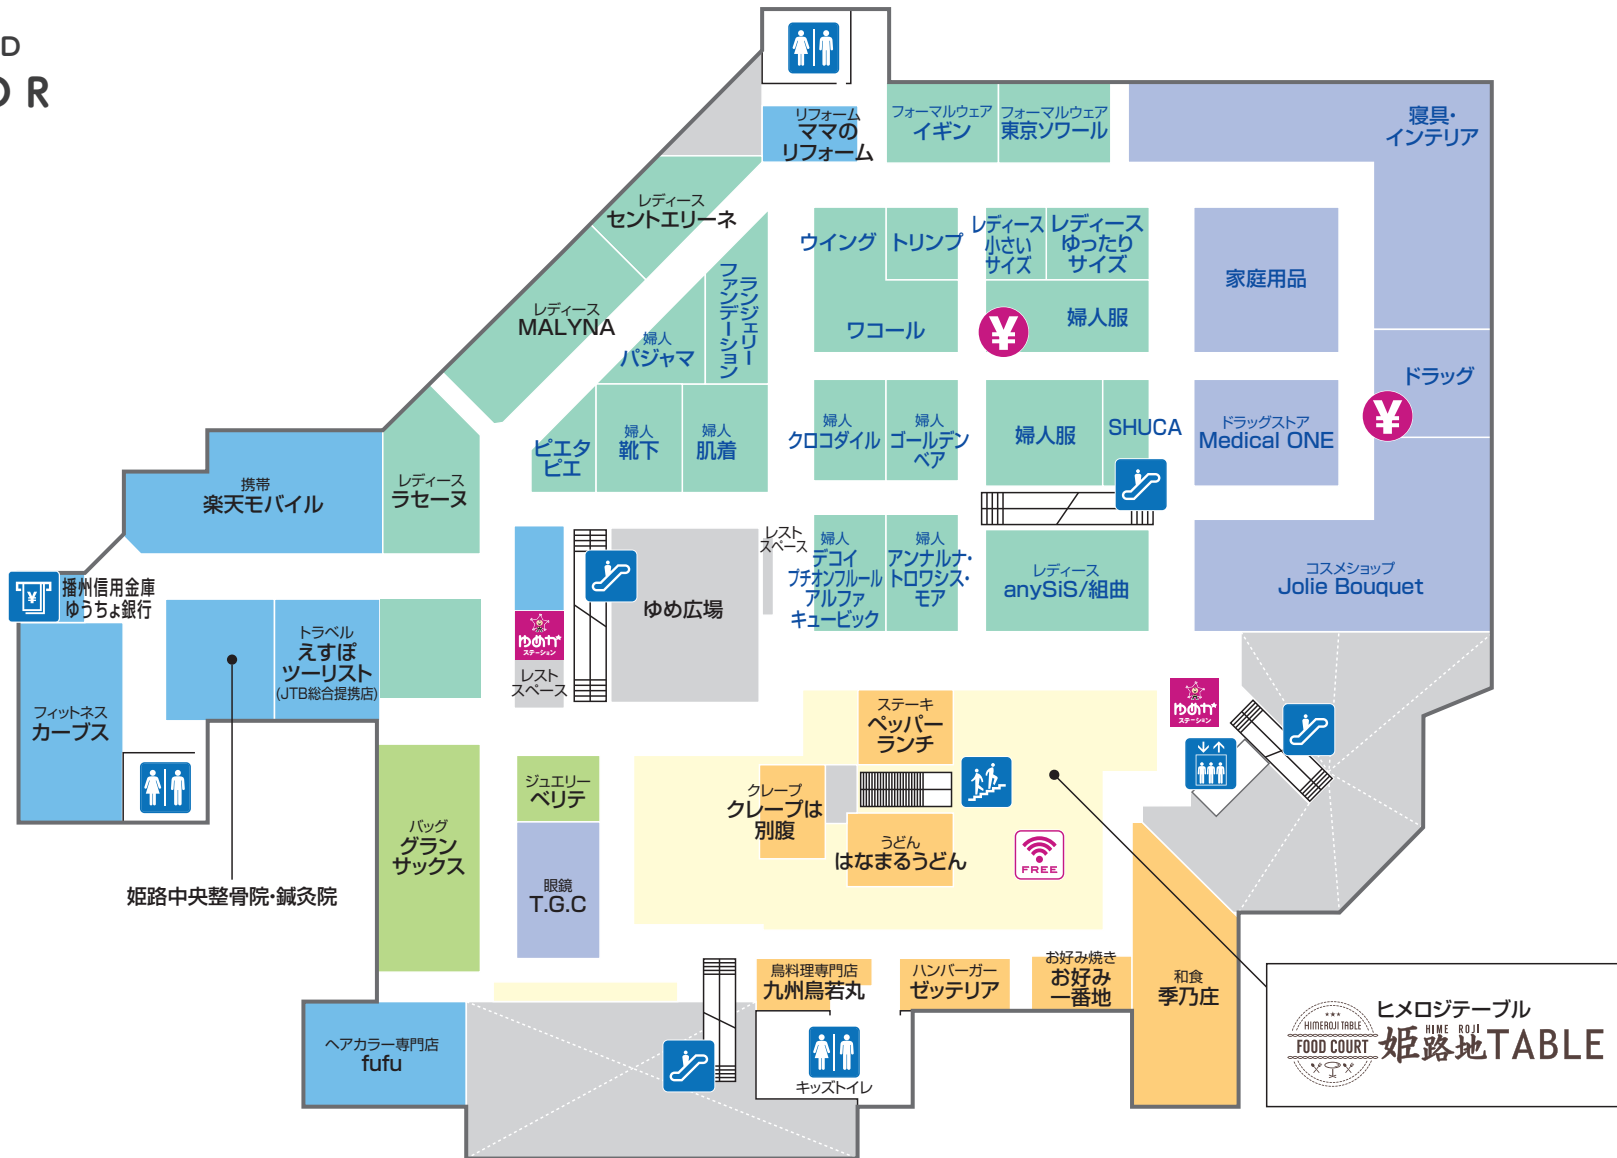 D
OR
リフォーム
ママの
リフォーム
フォーマルウェア
イギン
フォーマルウェア
東京ソワール
寝具・
インテリア
レディース
セントエリーネ
レディース
MALYNA
婦人
パジャマ
ランジェリー
ファンデーション
ウイング
トリンプ
ワコール
レディース
小さい
サイズ
レディース
ゆったり
サイズ
婦人服
家庭用品
ドラッグ
ピエタ
ピエ
婦人
靴下
婦人
肌着
婦人
クロコダイル
婦人
ゴールデン
ベア
婦人服
SHUCA
ドラッグストア
Medical ONE
携帯
楽天モバイル
レディース
ラセーヌ
播州信用金庫
ゆうちょ銀行
ゆめか
ステーション
レスト
スペース
ゆめ広場
レスト
スペース
婦人
デコイ
プチオンフルール
アルファ
キュービック
婦人
アンナルナ・
トロワシス・
モア
レディース
anySiS/組曲
コスメショップ
Jolie Bouquet
トラベル
えすぽ
ツーリスト
(JTB総合提携店)
フィットネス
カーブス
姫路中央整骨院・鍼灸院
バッグ
グラン
サックス
ジュエリー
ベリテ
眼鏡
T.G.C
ステーキ
ペッパー
ランチ
クレープ
クレープは
別腹
うどん
はなまるうどん
FREE
ゆめか
ステーション
鳥料理専門店
九州鳥若丸
ハンバーガー
ゼッテリア
お好み焼き
お好み
一番地
和食
季乃庄
ヘアカラー専門店
fufu
キッズトイレ
HIMEROJI TABLE
FOOD COURT
ヒメロジテーブル
HIME ROJI
姫路地TABLE